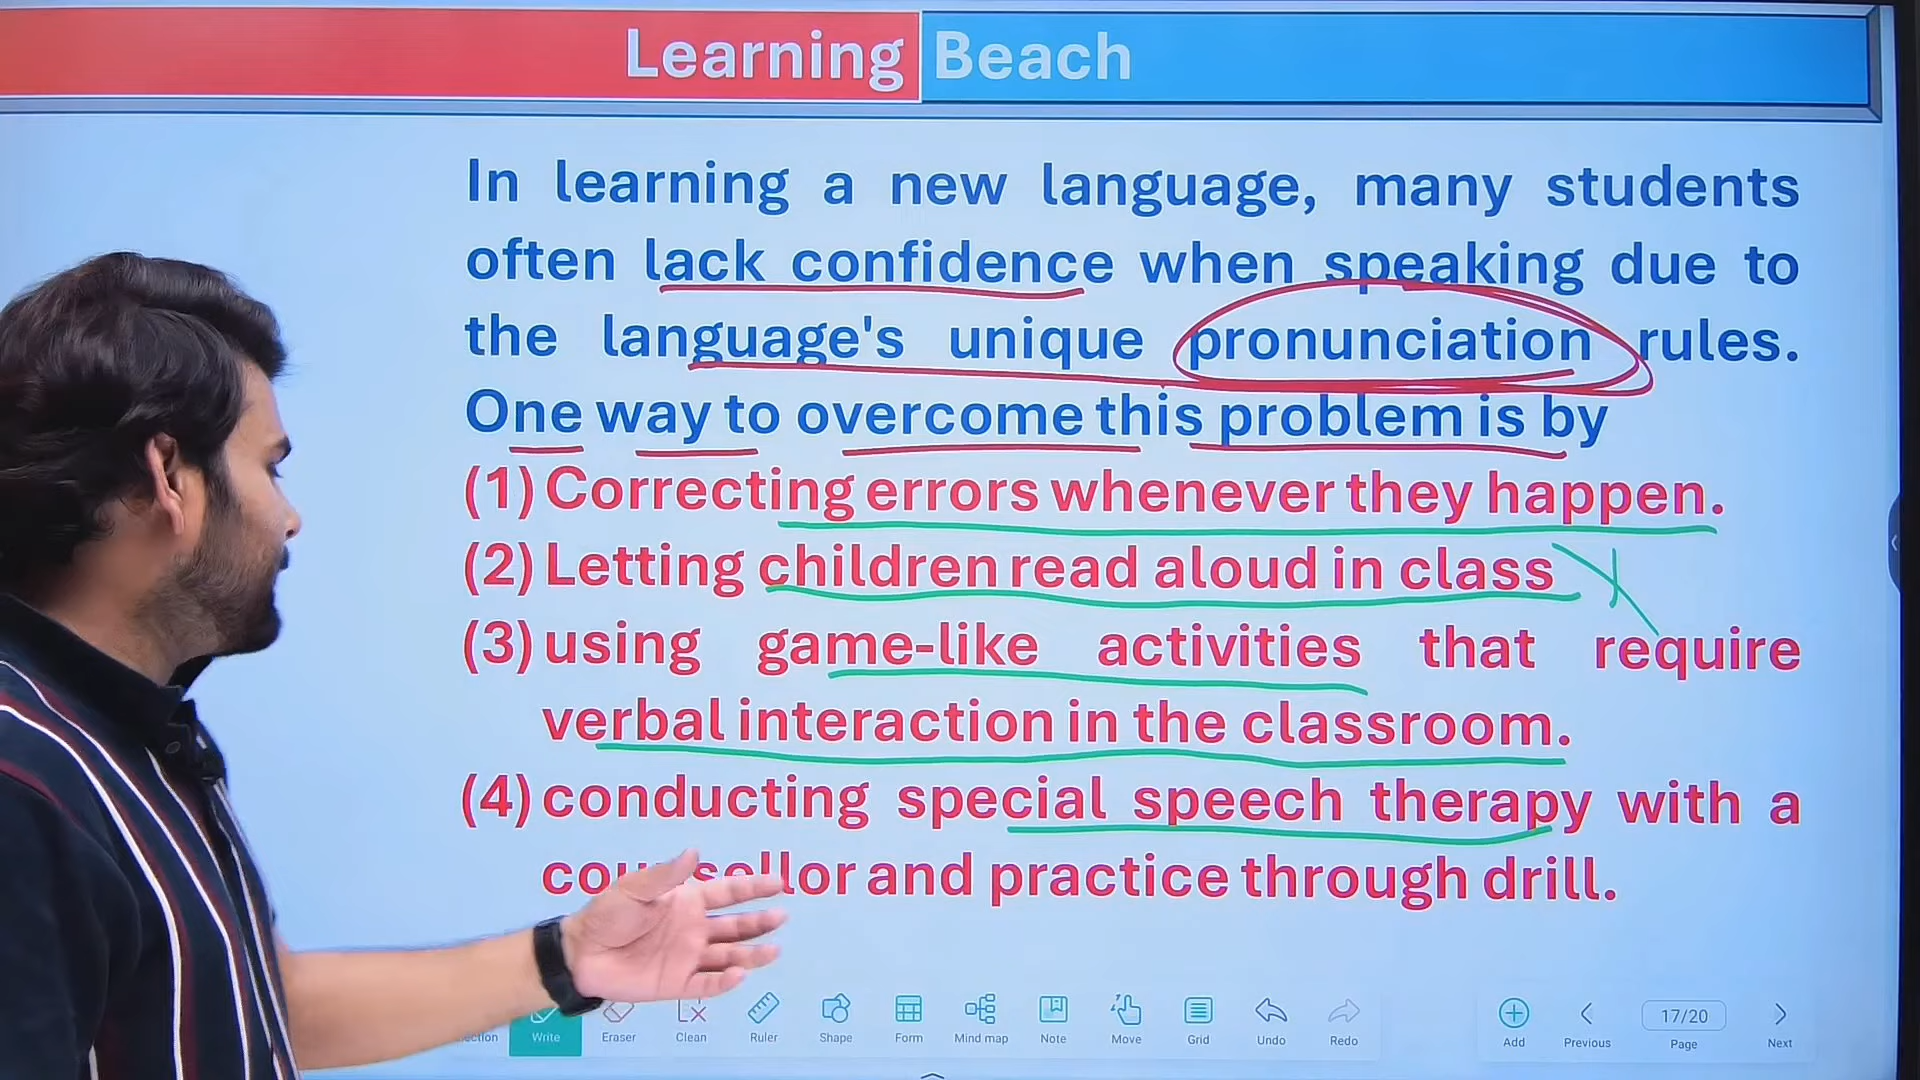 Learning Beach
In learning a new language, many students
often lack confidence when speaking due to
the language's unique pronunciation rules.
One way to overcome this problem is by
(1) Correcting errors whenever they happen.
(2) Letting children read aloud in class
(3) using game-like activities that require
verbal interaction in the classroom.
(4) conducting special speech therapy with a
counsellor and practice through drill.
Write Eraser Clean Ruler Shape Form Mind map Note Move Grid Undo Redo Add Previous 17/20 Page Next